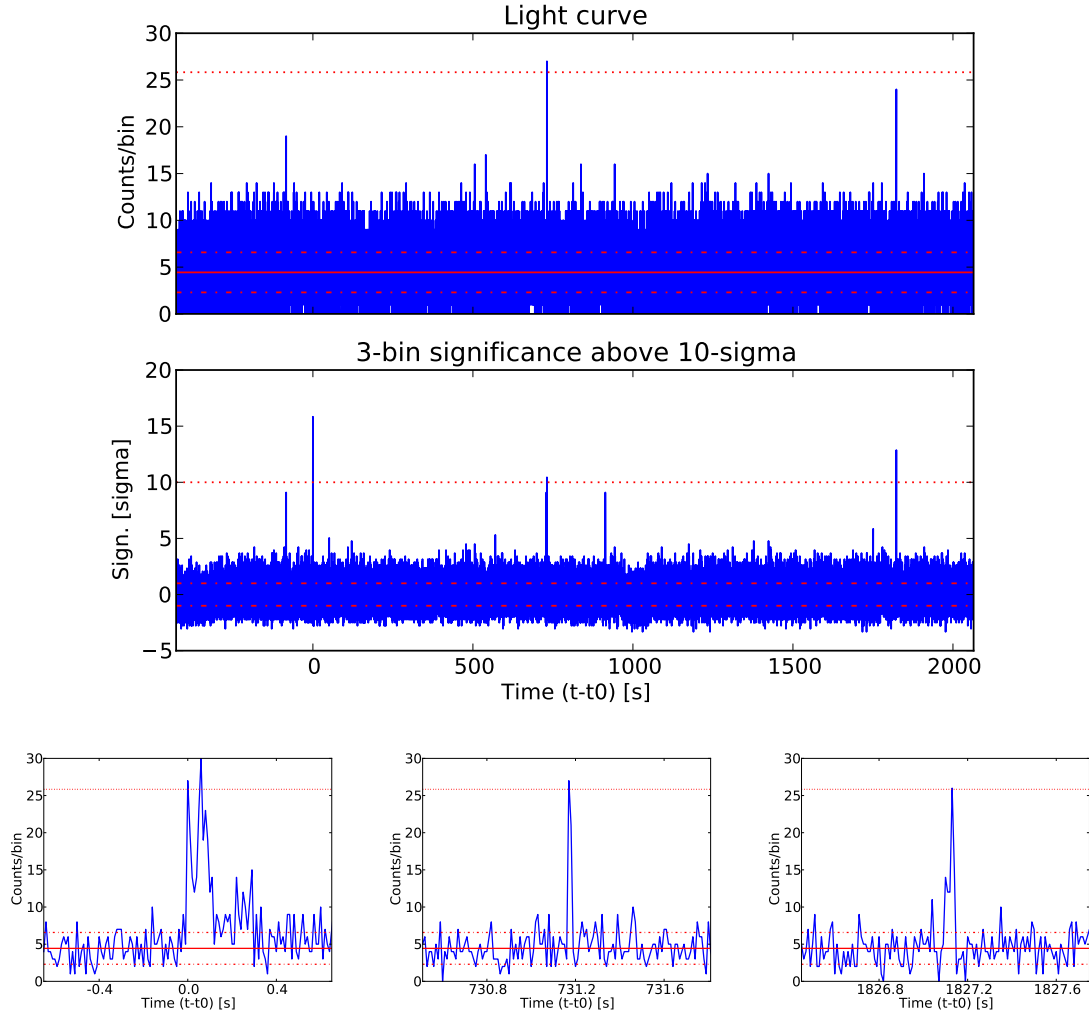 Light curve
30
25
20
15
10
5
0
Counts/bin
3-bin significance above 10-sigma
20
15
10
5
0
−5
Sign. [sigma]
0 500 1000 1500 2000
Time (t-t0) [s]
30
25
20
15
10
5
0
Counts/bin
-0.4 0.0 0.4
Time (t-t0) [s]
30
25
20
15
10
5
0
Counts/bin
730.8 731.2 731.6
Time (t-t0) [s]
30
25
20
15
10
5
0
Counts/bin
1826.8 1827.2 1827.6
Time (t-t0) [s]